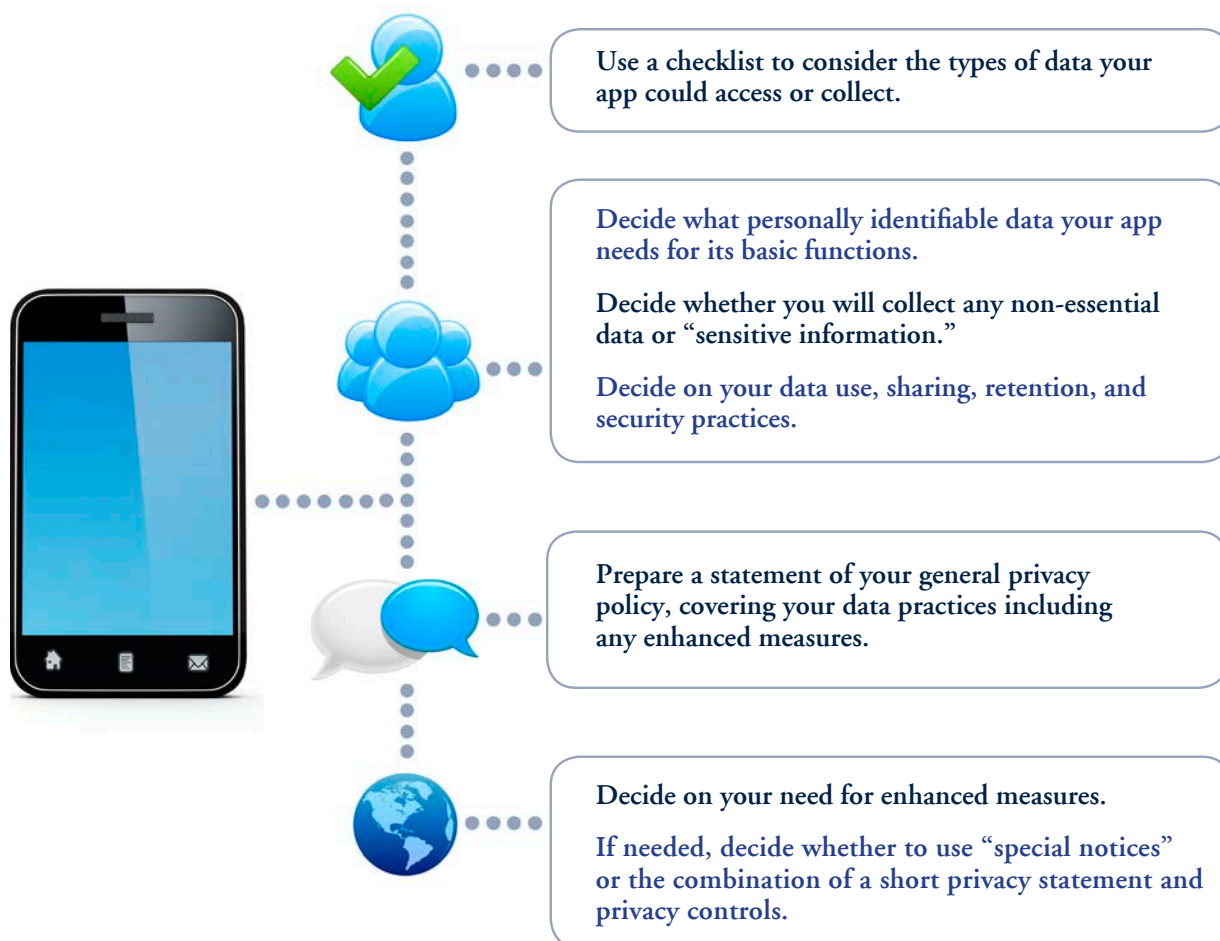 Use a checklist to consider the types of data your
app could access or collect.
Decide what personally identifiable data your app
needs for its basic functions.
Decide whether you will collect any non-essential
data or “sensitive information.”
Decide on your data use, sharing, retention, and
security practices.
Prepare a statement of your general privacy
policy, covering your data practices including
any enhanced measures.
Decide on your need for enhanced measures.
If needed, decide whether to use “special notices”
or the combination of a short privacy statement and
privacy controls.